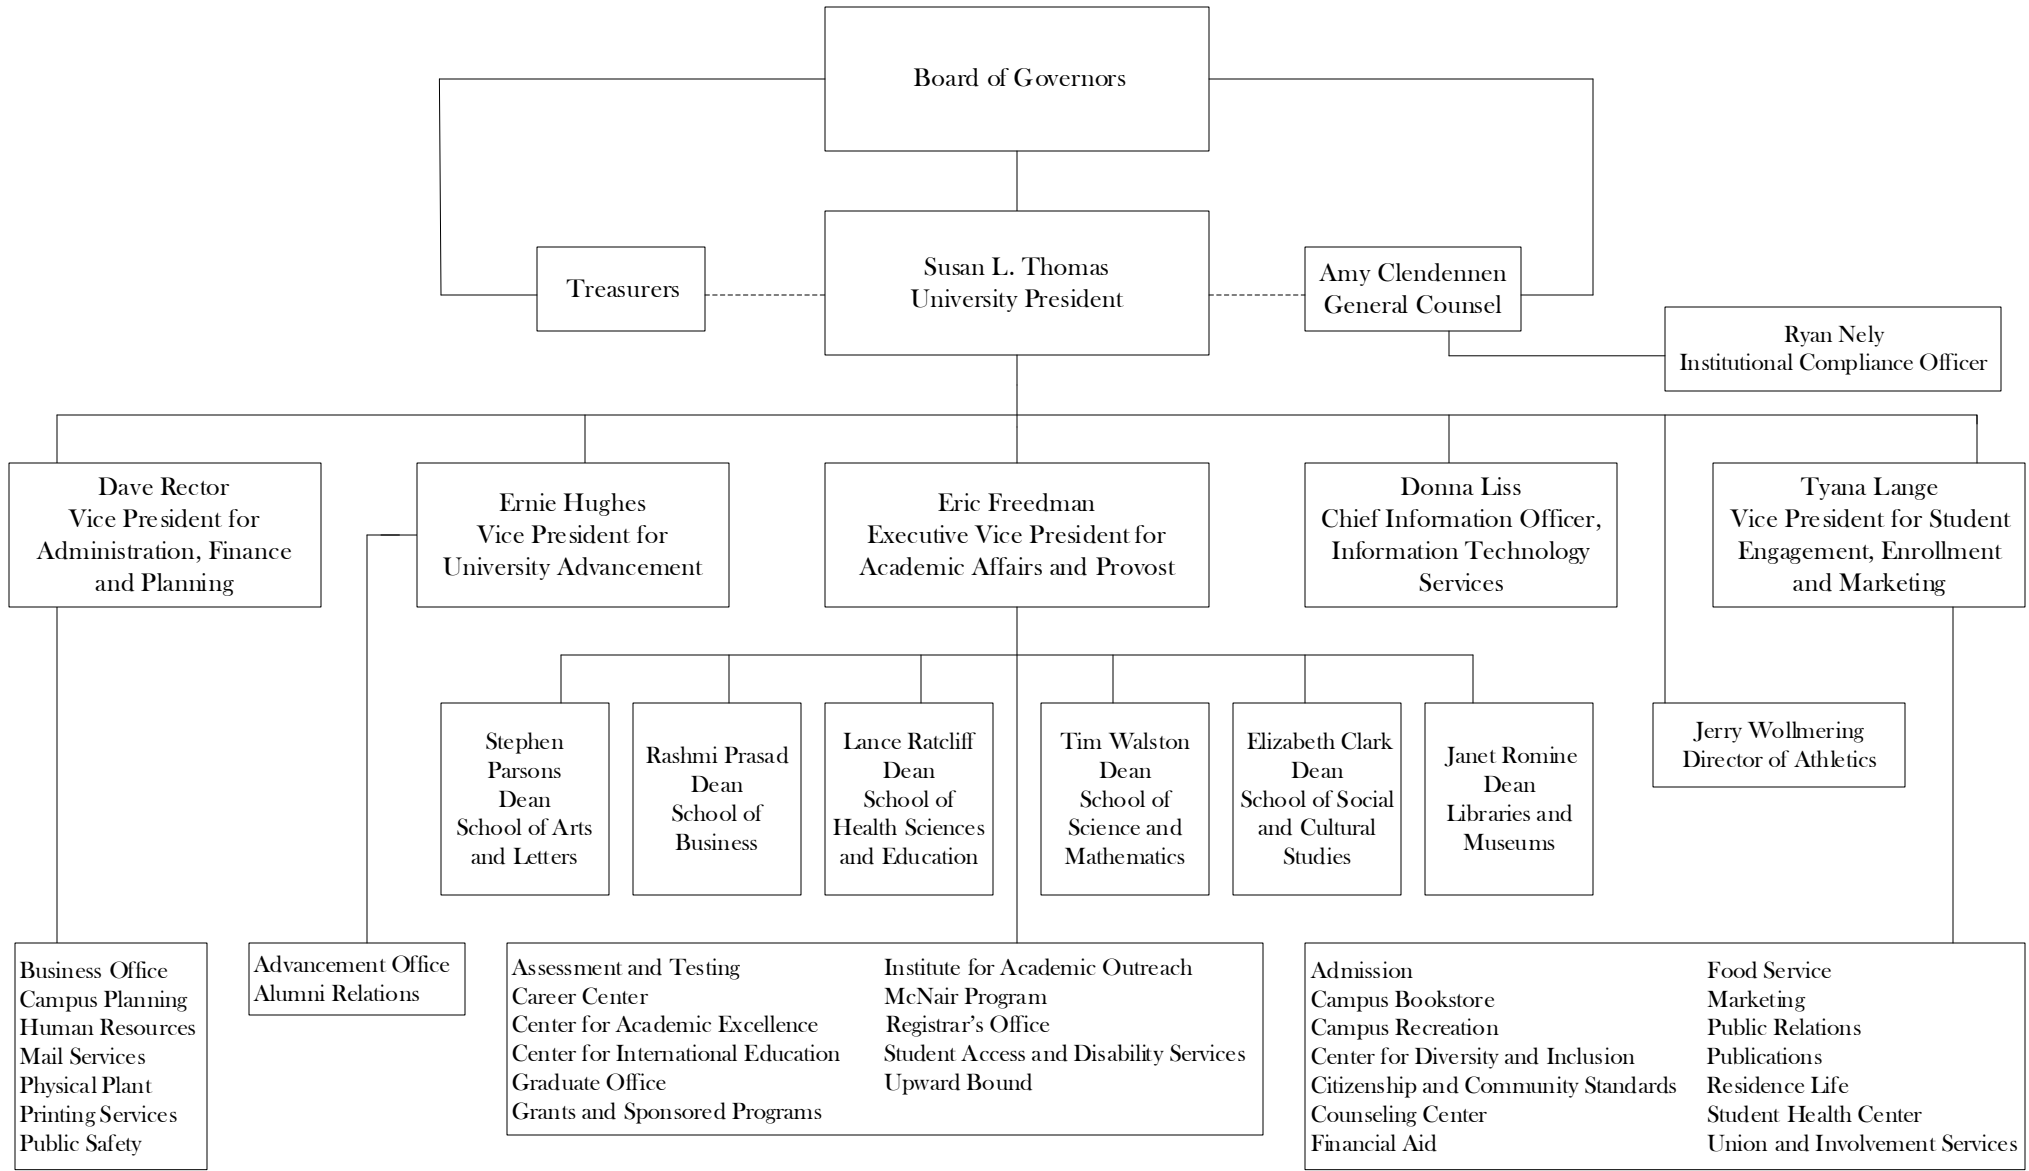 Board of Governors
Treasurers
Susan L. Thomas
University President
Amy Clendennen
General Counsel
Ryan Nely
Institutional Compliance Officer
Dave Rector
Vice President for
Administration, Finance
and Planning
Ernie Hughes
Vice President for
University Advancement
Eric Freedman
Executive Vice President for
Academic Affairs and Provost
Donna Liss
Chief Information Officer,
Information Technology
Services
Tyana Lange
Vice President for Student
Engagement, Enrollment
and Marketing
Stephen
Parsons
Dean
School of Arts
and Letters
Rashmi Prasad
Dean
School of
Business
Lance Ratcliff
Dean
School of
Health Sciences
and Education
Tim Walston
Dean
School of
Science and
Mathematics
Elizabeth Clark
Dean
School of Social
and Cultural
Studies
Janet Romine
Dean
Libraries and
Museums
Jerry Wollmering
Director of Athletics
Business Office
Campus Planning
Human Resources
Mail Services
Physical Plant
Printing Services
Public Safety
Advancement Office
Alumni Relations
Assessment and Testing
Career Center
Center for Academic Excellence
Center for International Education
Graduate Office
Grants and Sponsored Programs
Institute for Academic Outreach
McNair Program
Registrar's Office
Student Access and Disability Services
Upward Bound
Admission
Campus Bookstore
Campus Recreation
Center for Diversity and Inclusion
Citizenship and Community Standards
Counseling Center
Financial Aid
Food Service
Marketing
Public Relations
Publications
Residence Life
Student Health Center
Union and Involvement Services